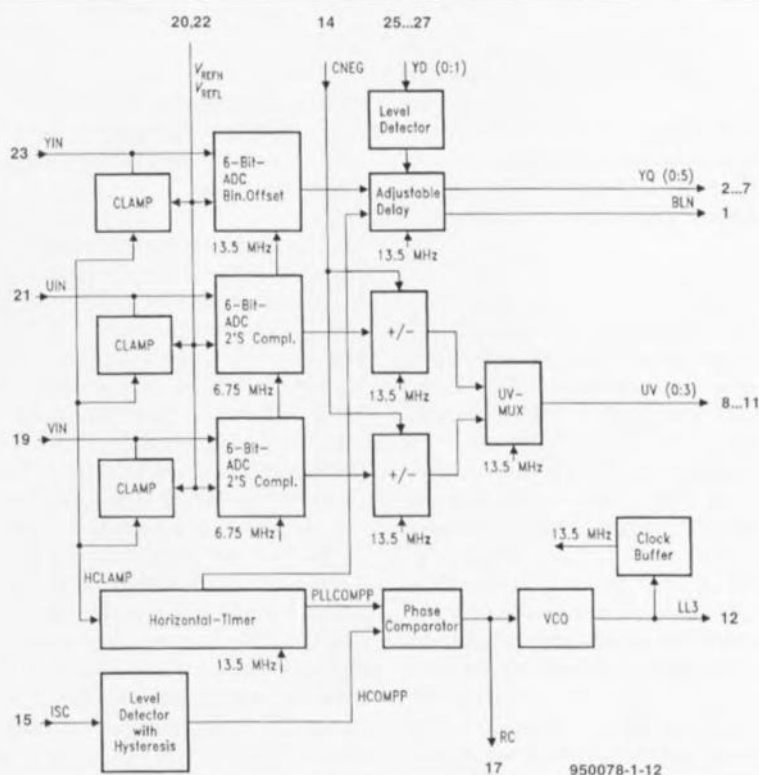 20,22
14
25...27
VREFH
VREFL
CNEG
YD (0:1)
Level
Detector
23
YIN
CLAMP
6-Bit-
ADC
Bin.Offset
Adjustable
Delay
YQ (0:5)
2...7
BLN
1
13.5 MHz
13.5 MHz
21
UIN
CLAMP
6-Bit-
ADC
2'S Compl.
+/-
6.75 MHz
13.5 MHz
UV-
MUX
UV (0:3)
8...11
19
VIN
CLAMP
6-Bit-
ADC
2'S Compl.
+/-
13.5 MHz
6.75 MHz
13.5 MHz
13.5 MHz
Clock
Buffer
HCLAMP
Horizontal-Timer
PLLCOMPP
Phase
Comparator
VCO
LL3
12
13.5 MHz
15
ISC
Level
Detector
with
Hysteresis
HCOMPP
RC
17
950078-1-12